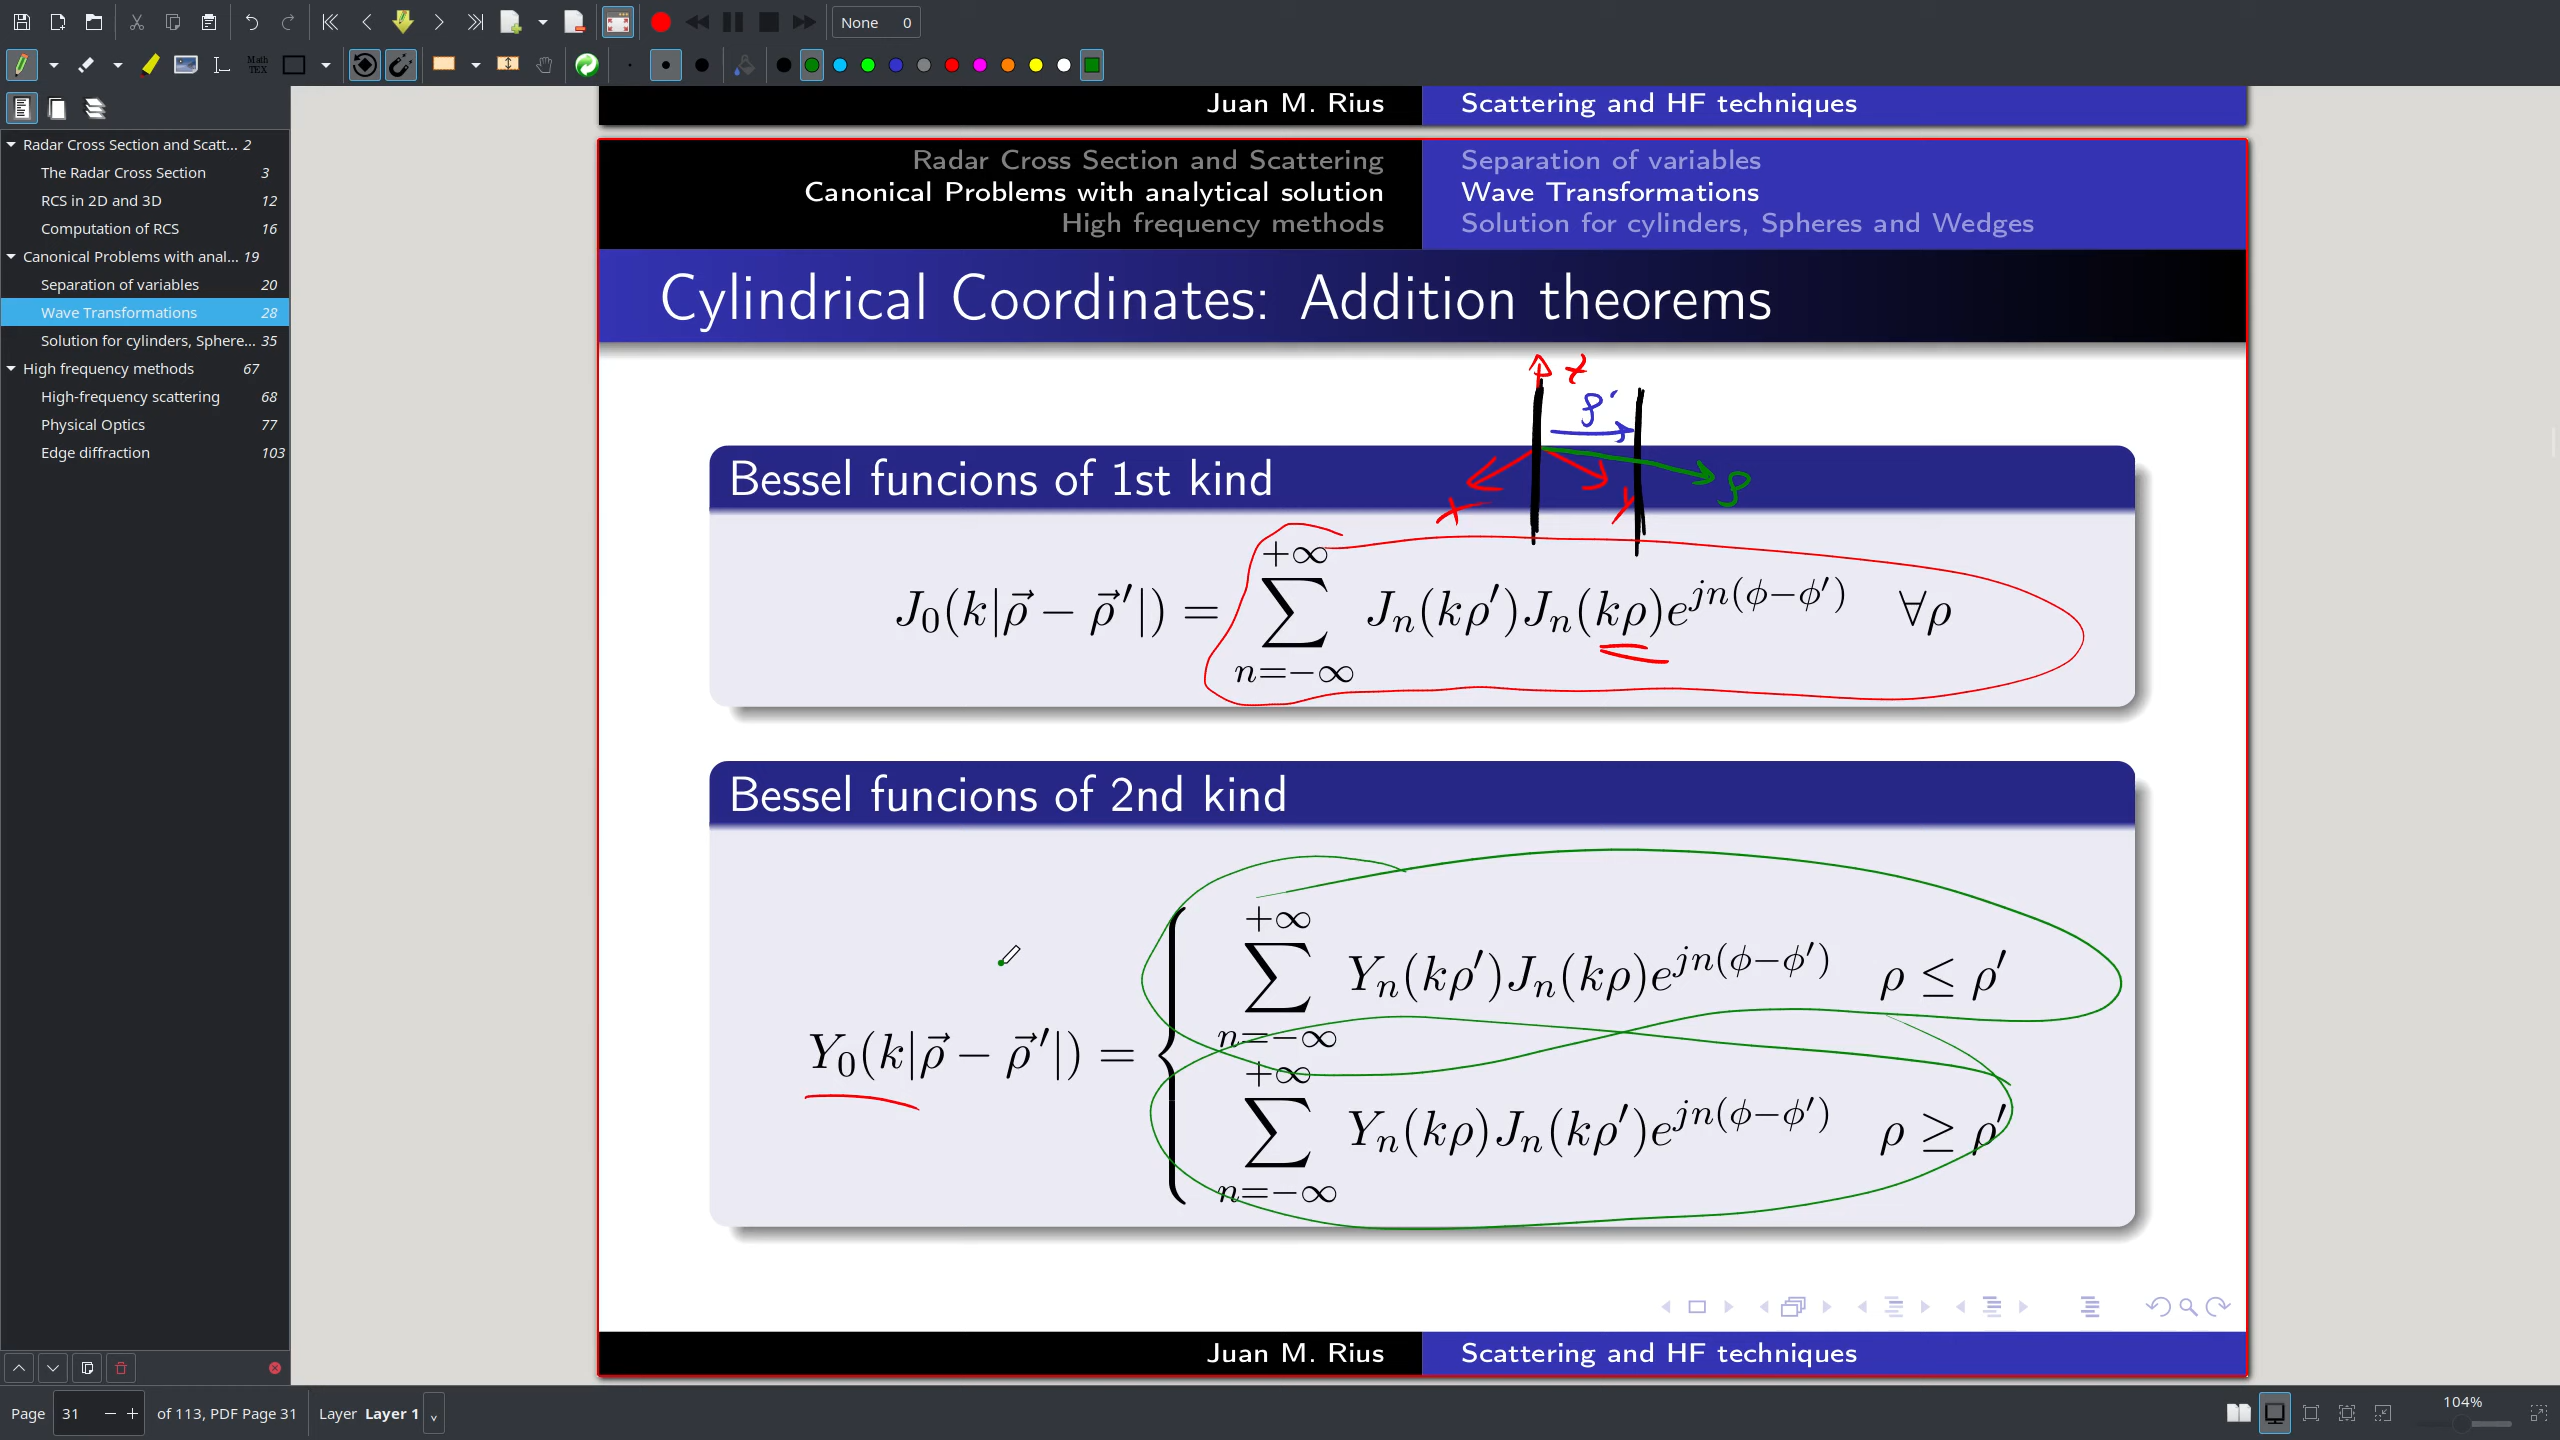 None 0
Math
TEX
Radar Cross Section and Scatt... 2
The Radar Cross Section 3
RCS in 2D and 3D 12
Computation of RCS 16
Canonical Problems with anal... 19
Separation of variables 20
Wave Transformations 28
Solution for cylinders, Sphere... 35
High frequency methods 67
High-frequency scattering 68
Physical Optics 77
Edge diffraction 103
Juan M. Rius Scattering and HF techniques
Radar Cross Section and Scattering Separation of variables
Canonical Problems with analytical solution Wave Transformations
High frequency methods Solution for cylinders, Spheres and Wedges
Cylindrical Coordinates: Addition theorems
z
ρ'
Bessel funcions of 1st kind
ρ
x y
J₀(k|ρ⃗ − ρ⃗ ′|) = ∑_{n=−∞}^{+∞} Jₙ(kρ′)Jₙ(kρ)e^{jn(ϕ−ϕ′)} ∀ρ
Bessel funcions of 2nd kind
Y₀(k|ρ⃗ − ρ⃗ ′|) = {
∑_{n=−∞}^{+∞} Yₙ(kρ′)Jₙ(kρ)e^{jn(ϕ−ϕ′)} ρ ≤ ρ′
∑_{n=−∞}^{+∞} Yₙ(kρ)Jₙ(kρ′)e^{jn(ϕ−ϕ′)} ρ ≥ ρ′
Juan M. Rius Scattering and HF techniques
Page 31 − + of 113, PDF Page 31 Layer Layer 1 104%